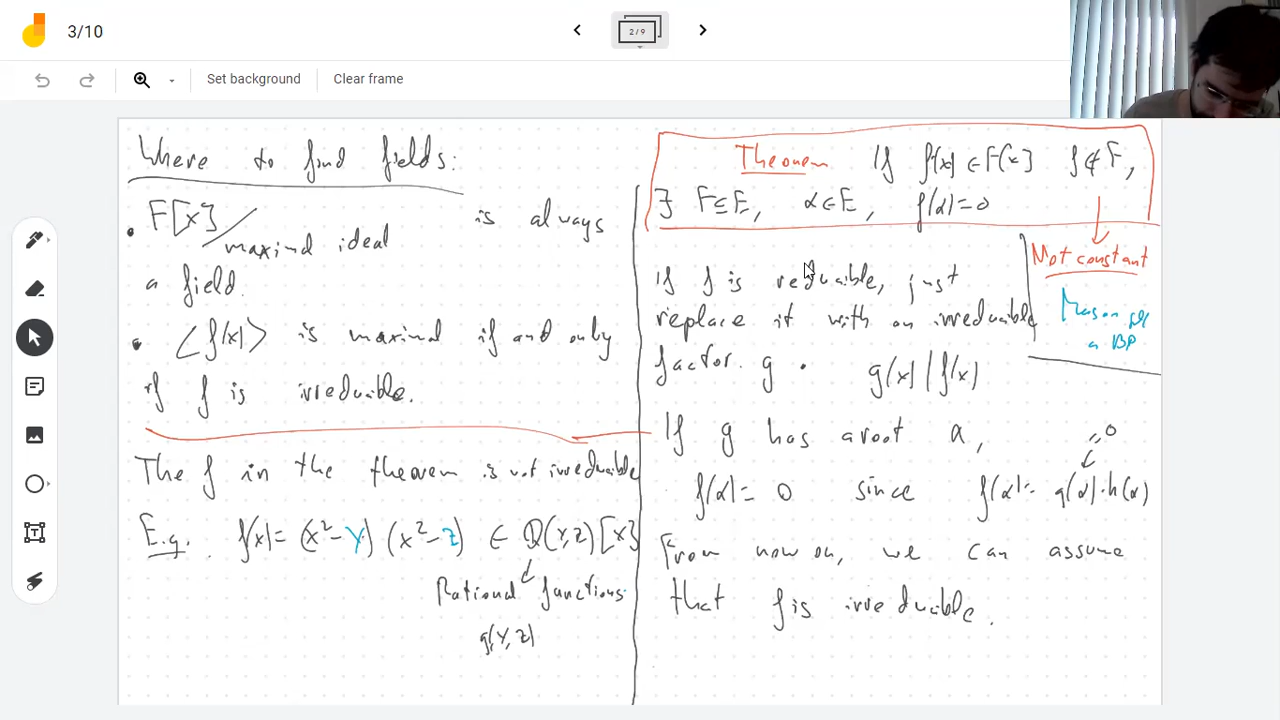 3/10
2/9
Set background
Clear frame
Where to find fields:
• F[x]/maximal ideal is always
a field.
• <f(x)> is maximal if and only
if f is irreducible.
The f in the theorem is not irreducible
E.g. f(x)= (x²-Y) (x²-Z) ∈ Q(Y,Z)[x]
Rational functions
g(Y,Z)
Theorem If f(x) ∈ F[x] f∉F,
∃ F⊆E, α∈E, f(α)=0
Not constant
a BP
If f is reducible, just
replace it with an irreducible
factor. g. g(x) | f(x)
If g has a root α,
f(α)= 0 since f(α)= g(α)·h(α)
=0
From now on, we can assume
that f is irreducible.